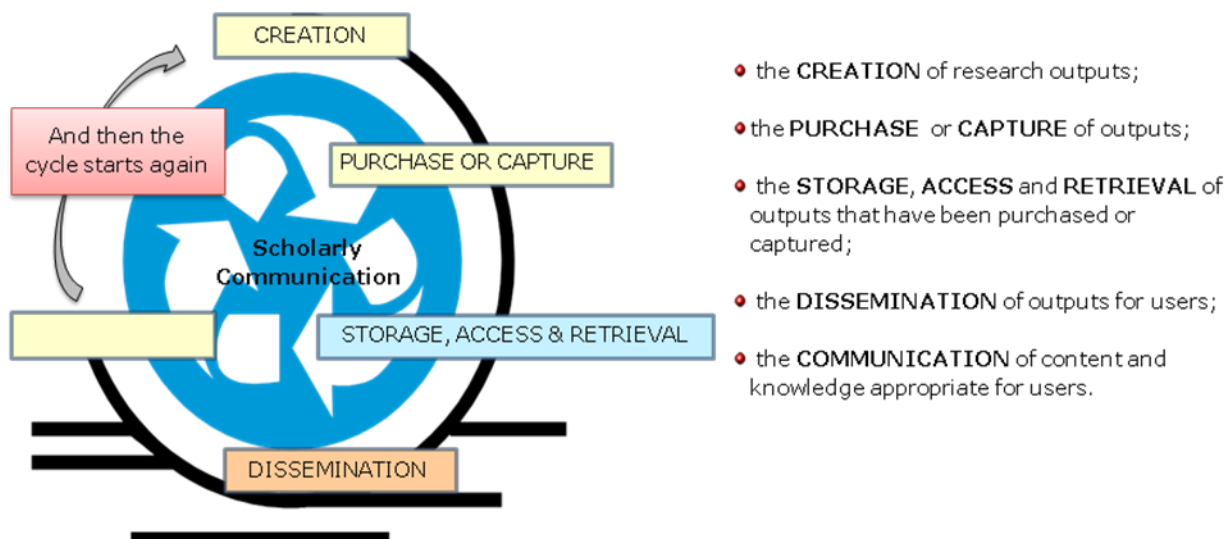 CREATION
And then the
cycle starts again
PURCHASE OR CAPTURE
Scholarly
Communication
STORAGE, ACCESS & RETRIEVAL
DISSEMINATION
the CREATION of research outputs;
the PURCHASE or CAPTURE of outputs;
the STORAGE, ACCESS and RETRIEVAL of
outputs that have been purchased or
captured;
the DISSEMINATION of outputs for users;
the COMMUNICATION of content and
knowledge appropriate for users.